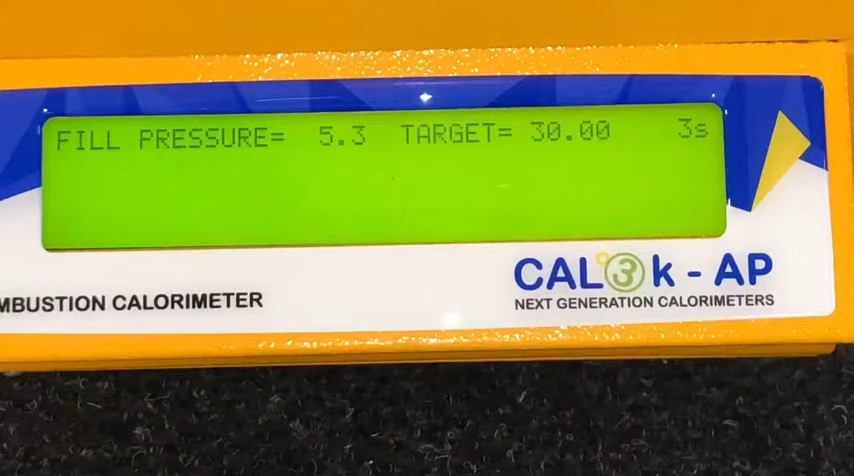 FILL PRESSURE= 5.3 TARGET= 30.00 3s
CAL3k - AP
MBUSTION CALORIMETER
NEXT GENERATION CALORIMETERS